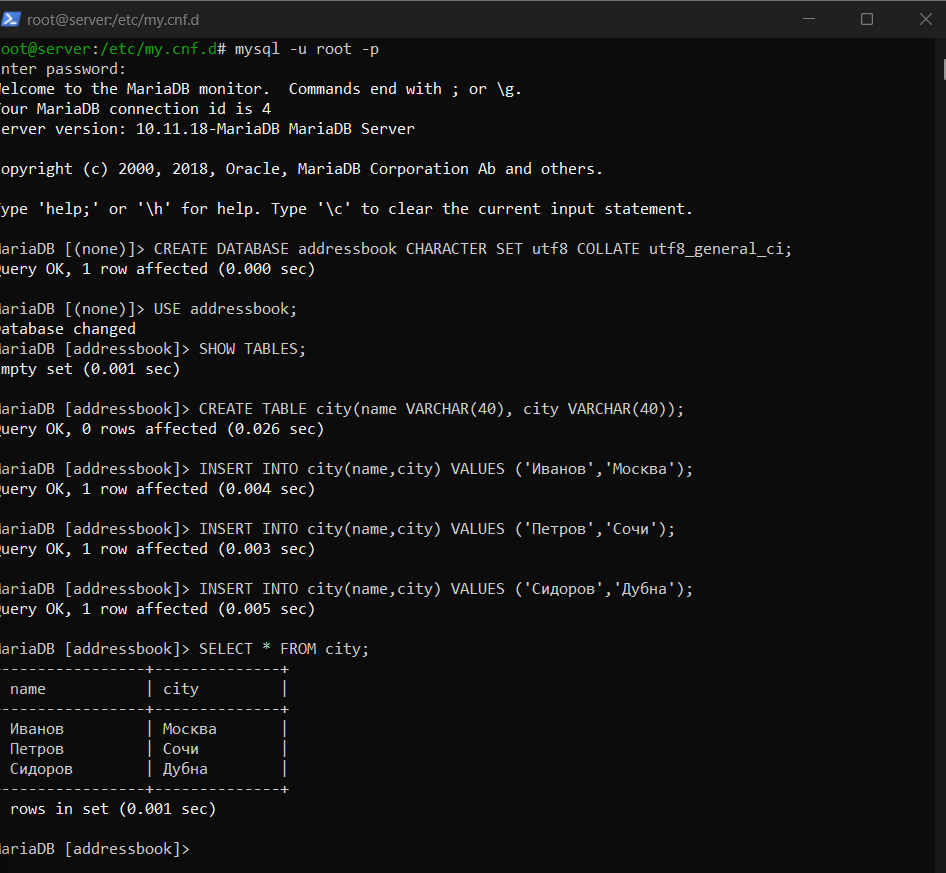 root@server:/etc/my.cnf.d
oot@server:/etc/my.cnf.d# mysql -u root -p
nter password:
elcome to the MariaDB monitor.  Commands end with ; or \g.
our MariaDB connection id is 4
erver version: 10.11.18-MariaDB MariaDB Server
opyright (c) 2000, 2018, Oracle, MariaDB Corporation Ab and others.
ype 'help;' or '\h' for help. Type '\c' to clear the current input statement.
ariaDB [(none)]> CREATE DATABASE addressbook CHARACTER SET utf8 COLLATE utf8_general_ci;
uery OK, 1 row affected (0.000 sec)
ariaDB [(none)]> USE addressbook;
atabase changed
ariaDB [addressbook]> SHOW TABLES;
mpty set (0.001 sec)
ariaDB [addressbook]> CREATE TABLE city(name VARCHAR(40), city VARCHAR(40));
uery OK, 0 rows affected (0.026 sec)
ariaDB [addressbook]> INSERT INTO city(name,city) VALUES ('Иванов','Москва');
uery OK, 1 row affected (0.004 sec)
ariaDB [addressbook]> INSERT INTO city(name,city) VALUES ('Петров','Сочи');
uery OK, 1 row affected (0.003 sec)
ariaDB [addressbook]> INSERT INTO city(name,city) VALUES ('Сидоров','Дубна');
uery OK, 1 row affected (0.005 sec)
ariaDB [addressbook]> SELECT * FROM city;
----------------+--------------+
name | city |
----------------+--------------+
Иванов | Москва |
Петров | Сочи |
Сидоров | Дубна |
----------------+--------------+
rows in set (0.001 sec)
ariaDB [addressbook]>